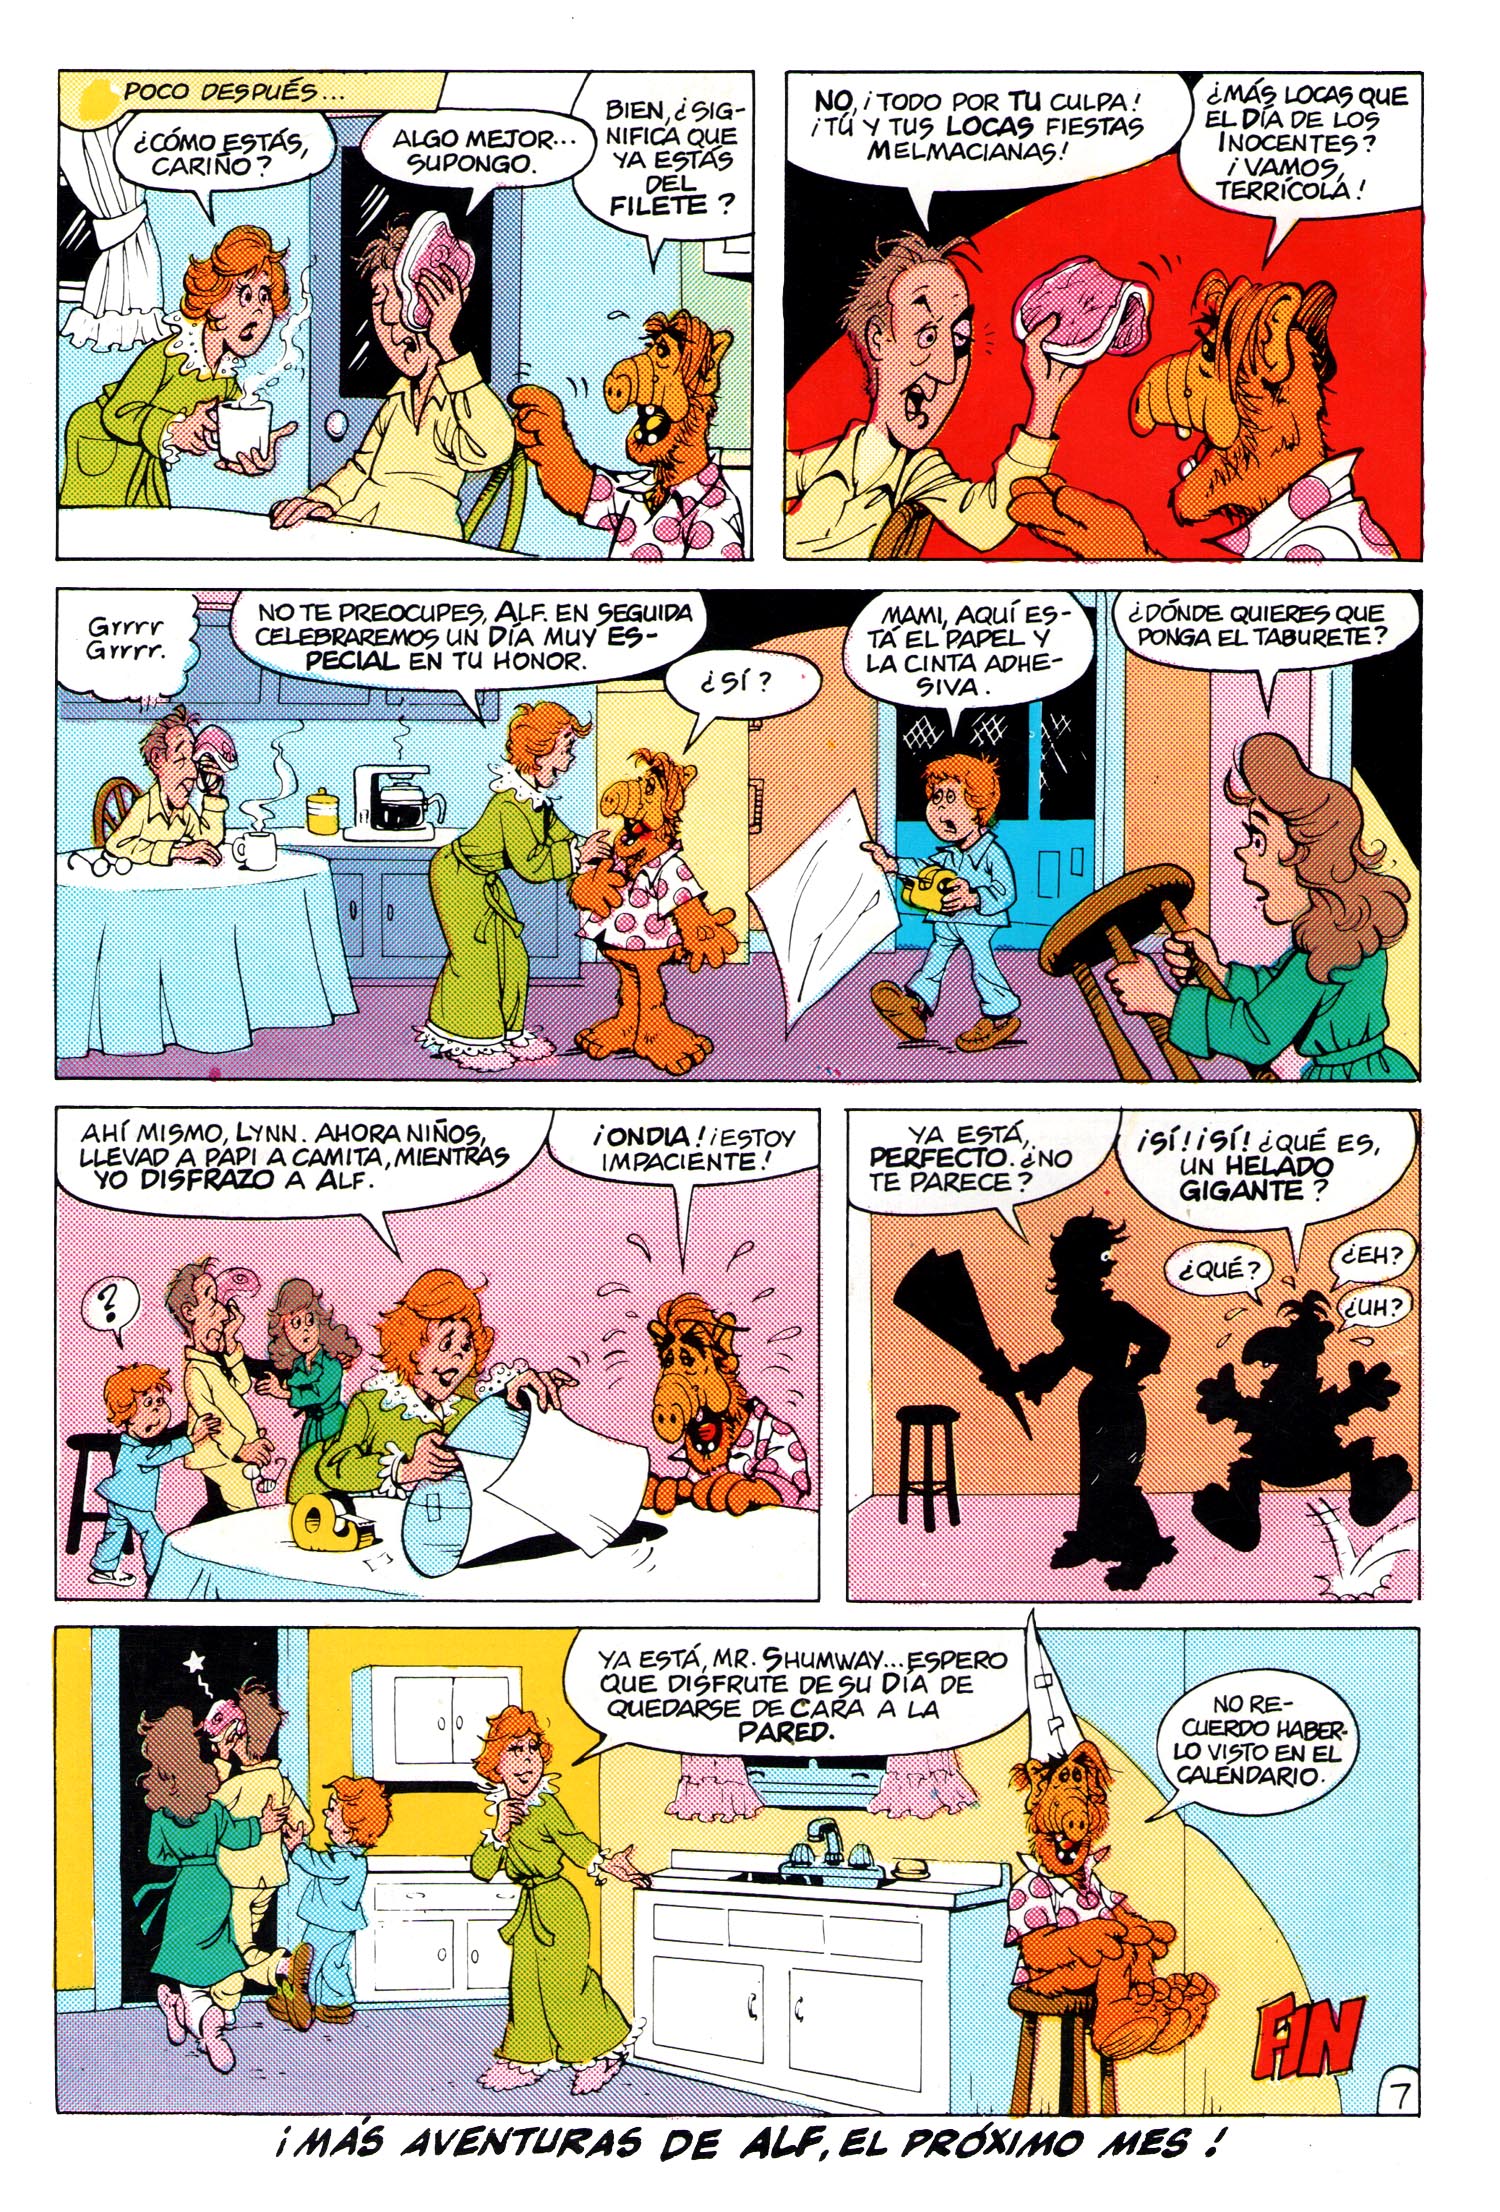 POCO DESPUÉS...
¿CÓMO ESTÁS,
CARIÑO?
ALGO MEJOR...
SUPONGO.
BIEN, ¿SIG-
NIFICA QUE
YA ESTÁS
DEL
FILETE?
NO, ¡TODO POR TU CULPA!
¡TÚ Y TUS LOCAS FIESTAS
MELMACIANAS!
¿MÁS LOCAS QUE
EL DÍA DE LOS
INOCENTES?
¡VAMOS,
TERRÍCOLA!
Grrrr
Grrrr.
NO TE PREOCUPES, ALF. EN SEGUIDA
CELEBRAREMOS UN DÍA MUY ES-
PECIAL EN TU HONOR.
¿SÍ?
MAMI, AQUÍ ES-
TÁ EL PAPEL Y
LA CINTA ADHE-
SIVA.
¿DÓNDE QUIERES QUE
PONGA EL TABURETE?
AHÍ MISMO, LYNN. AHORA NIÑOS,
LLEVAD A PAPI A CAMITA, MIENTRAS
YO DISFRAZO A ALF.
¡ONDIA! ¡ESTOY
IMPACIENTE!
?
YA ESTÁ,
PERFECTO. ¿NO
TE PARECE?
¡SÍ! ¡SÍ! ¿QUÉ ES,
UN HELADO
GIGANTE?
¿QUÉ?
¿EH?
¿UH?
YA ESTÁ, MR. SHUMWAY... ESPERO
QUE DISFRUTE DE SU DÍA DE
QUEDARSE DE CARA A LA
PARED.
NO RE-
CUERDO HABER-
LO VISTO EN EL
CALENDARIO.
FIN
7
¡MÁS AVENTURAS DE ALF, EL PRÓXIMO MES!